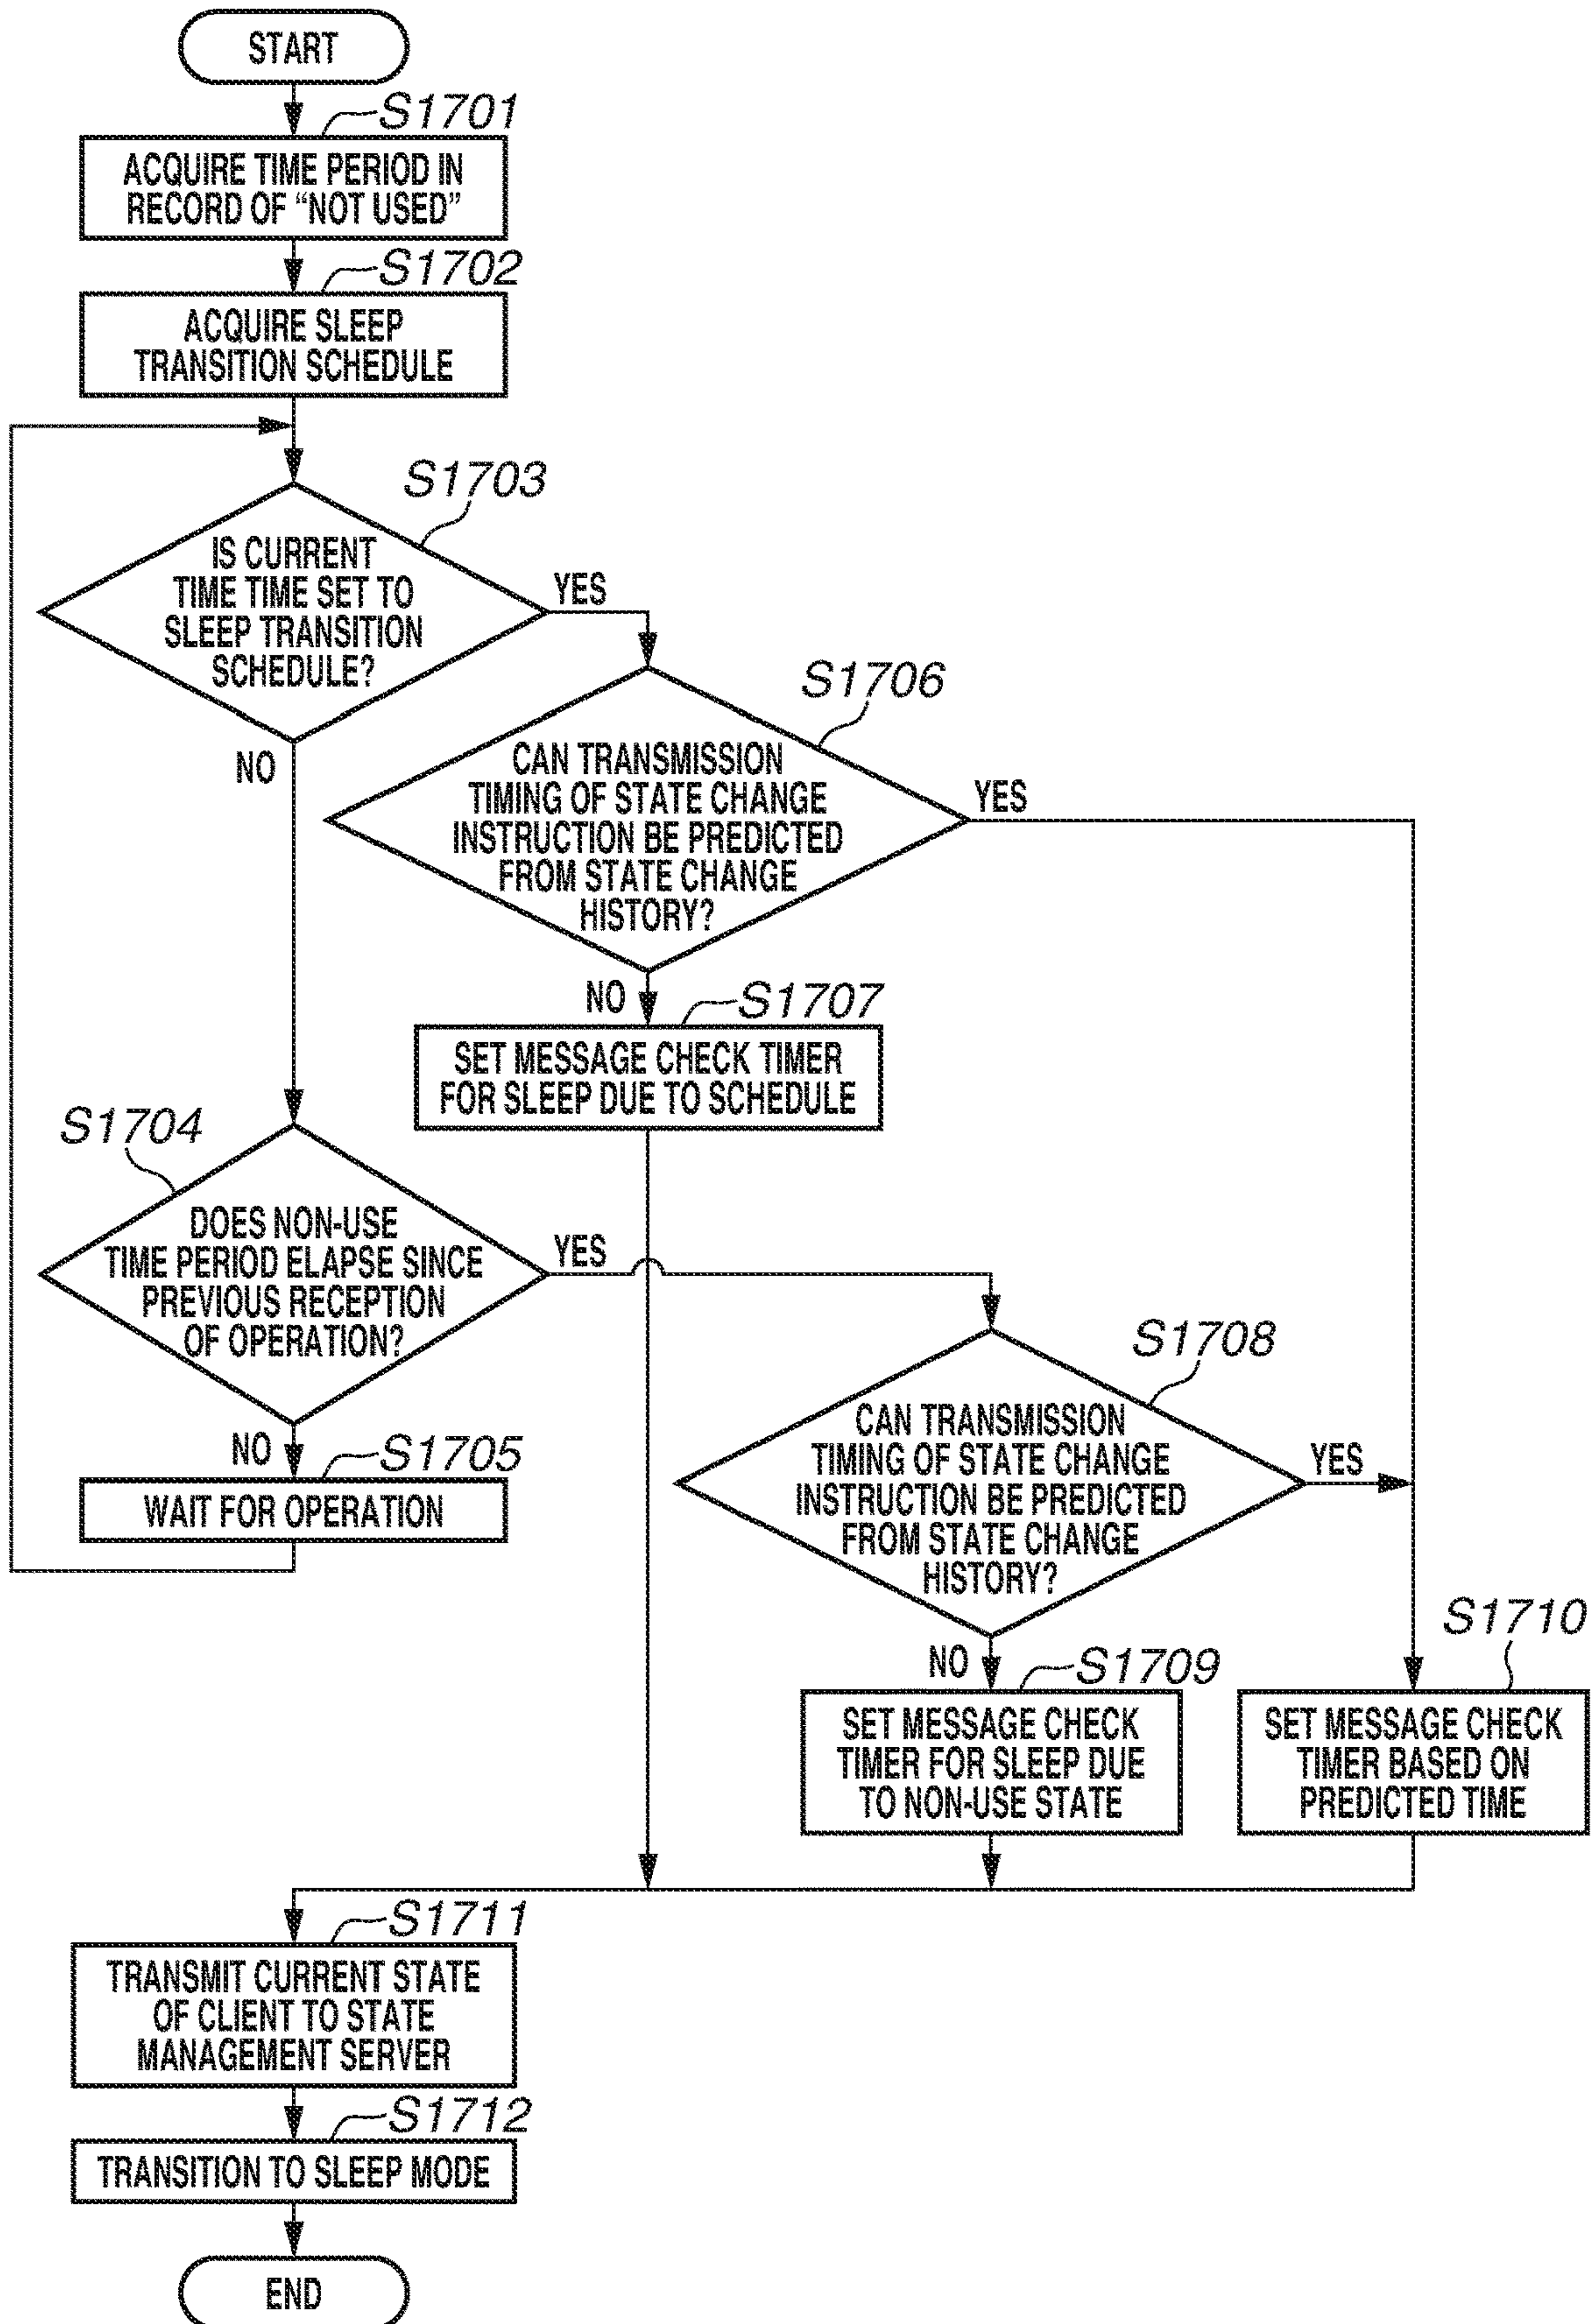 START
S1701
ACQUIRE TIME PERIOD IN
RECORD OF “NOT USED”
S1702
ACQUIRE SLEEP
TRANSITION SCHEDULE
S1703
IS CURRENT
TIME TIME SET TO
SLEEP TRANSITION
SCHEDULE?
YES
NO
S1706
CAN TRANSMISSION
TIMING OF STATE CHANGE
INSTRUCTION BE PREDICTED
FROM STATE CHANGE
HISTORY?
YES
NO
S1707
SET MESSAGE CHECK TIMER
FOR SLEEP DUE TO SCHEDULE
S1704
DOES NON-USE
TIME PERIOD ELAPSE SINCE
PREVIOUS RECEPTION
OF OPERATION?
YES
NO
S1705
WAIT FOR OPERATION
S1708
CAN TRANSMISSION
TIMING OF STATE CHANGE
INSTRUCTION BE PREDICTED
FROM STATE CHANGE
HISTORY?
YES
NO
S1709
SET MESSAGE CHECK
TIMER FOR SLEEP DUE
TO NON-USE STATE
S1710
SET MESSAGE CHECK
TIMER BASED ON
PREDICTED TIME
S1711
TRANSMIT CURRENT STATE
OF CLIENT TO STATE
MANAGEMENT SERVER
S1712
TRANSITION TO SLEEP MODE
END